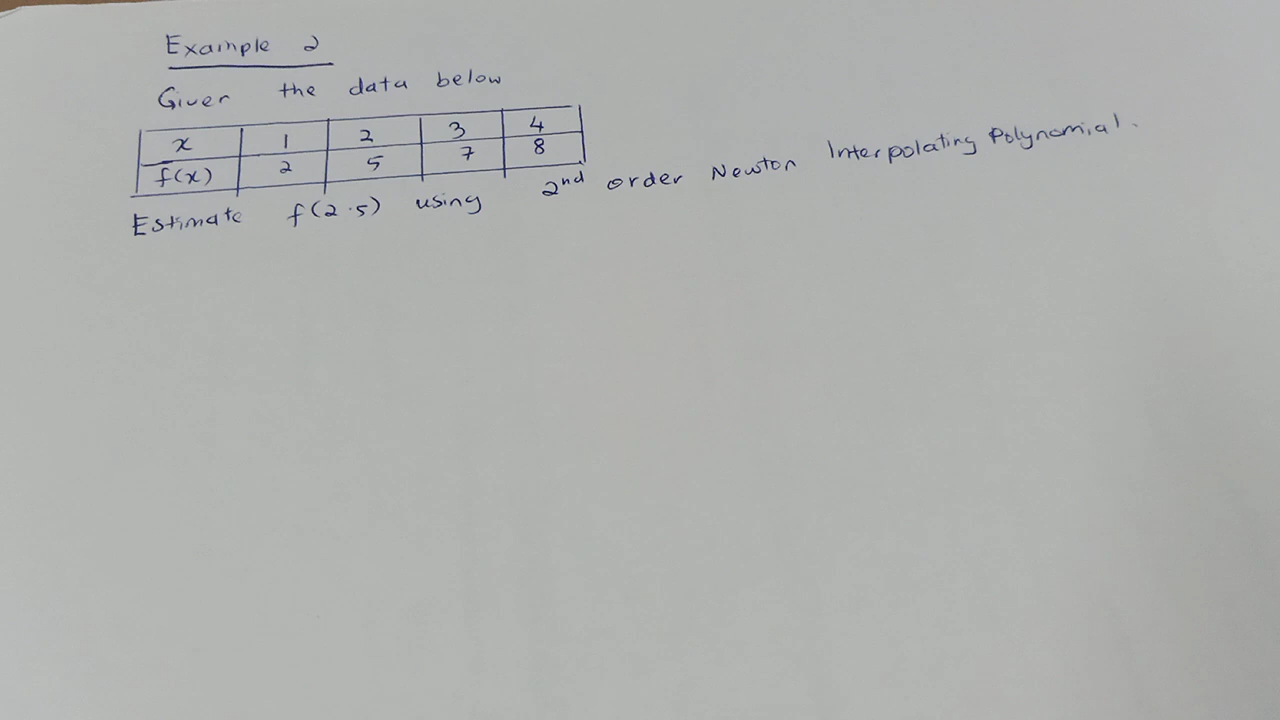 Example 2
Given the data below
x 1 2 3 4
f(x) 2 5 7 8
Estimate f(2.5) using 2nd order Newton Interpolating Polynomial.